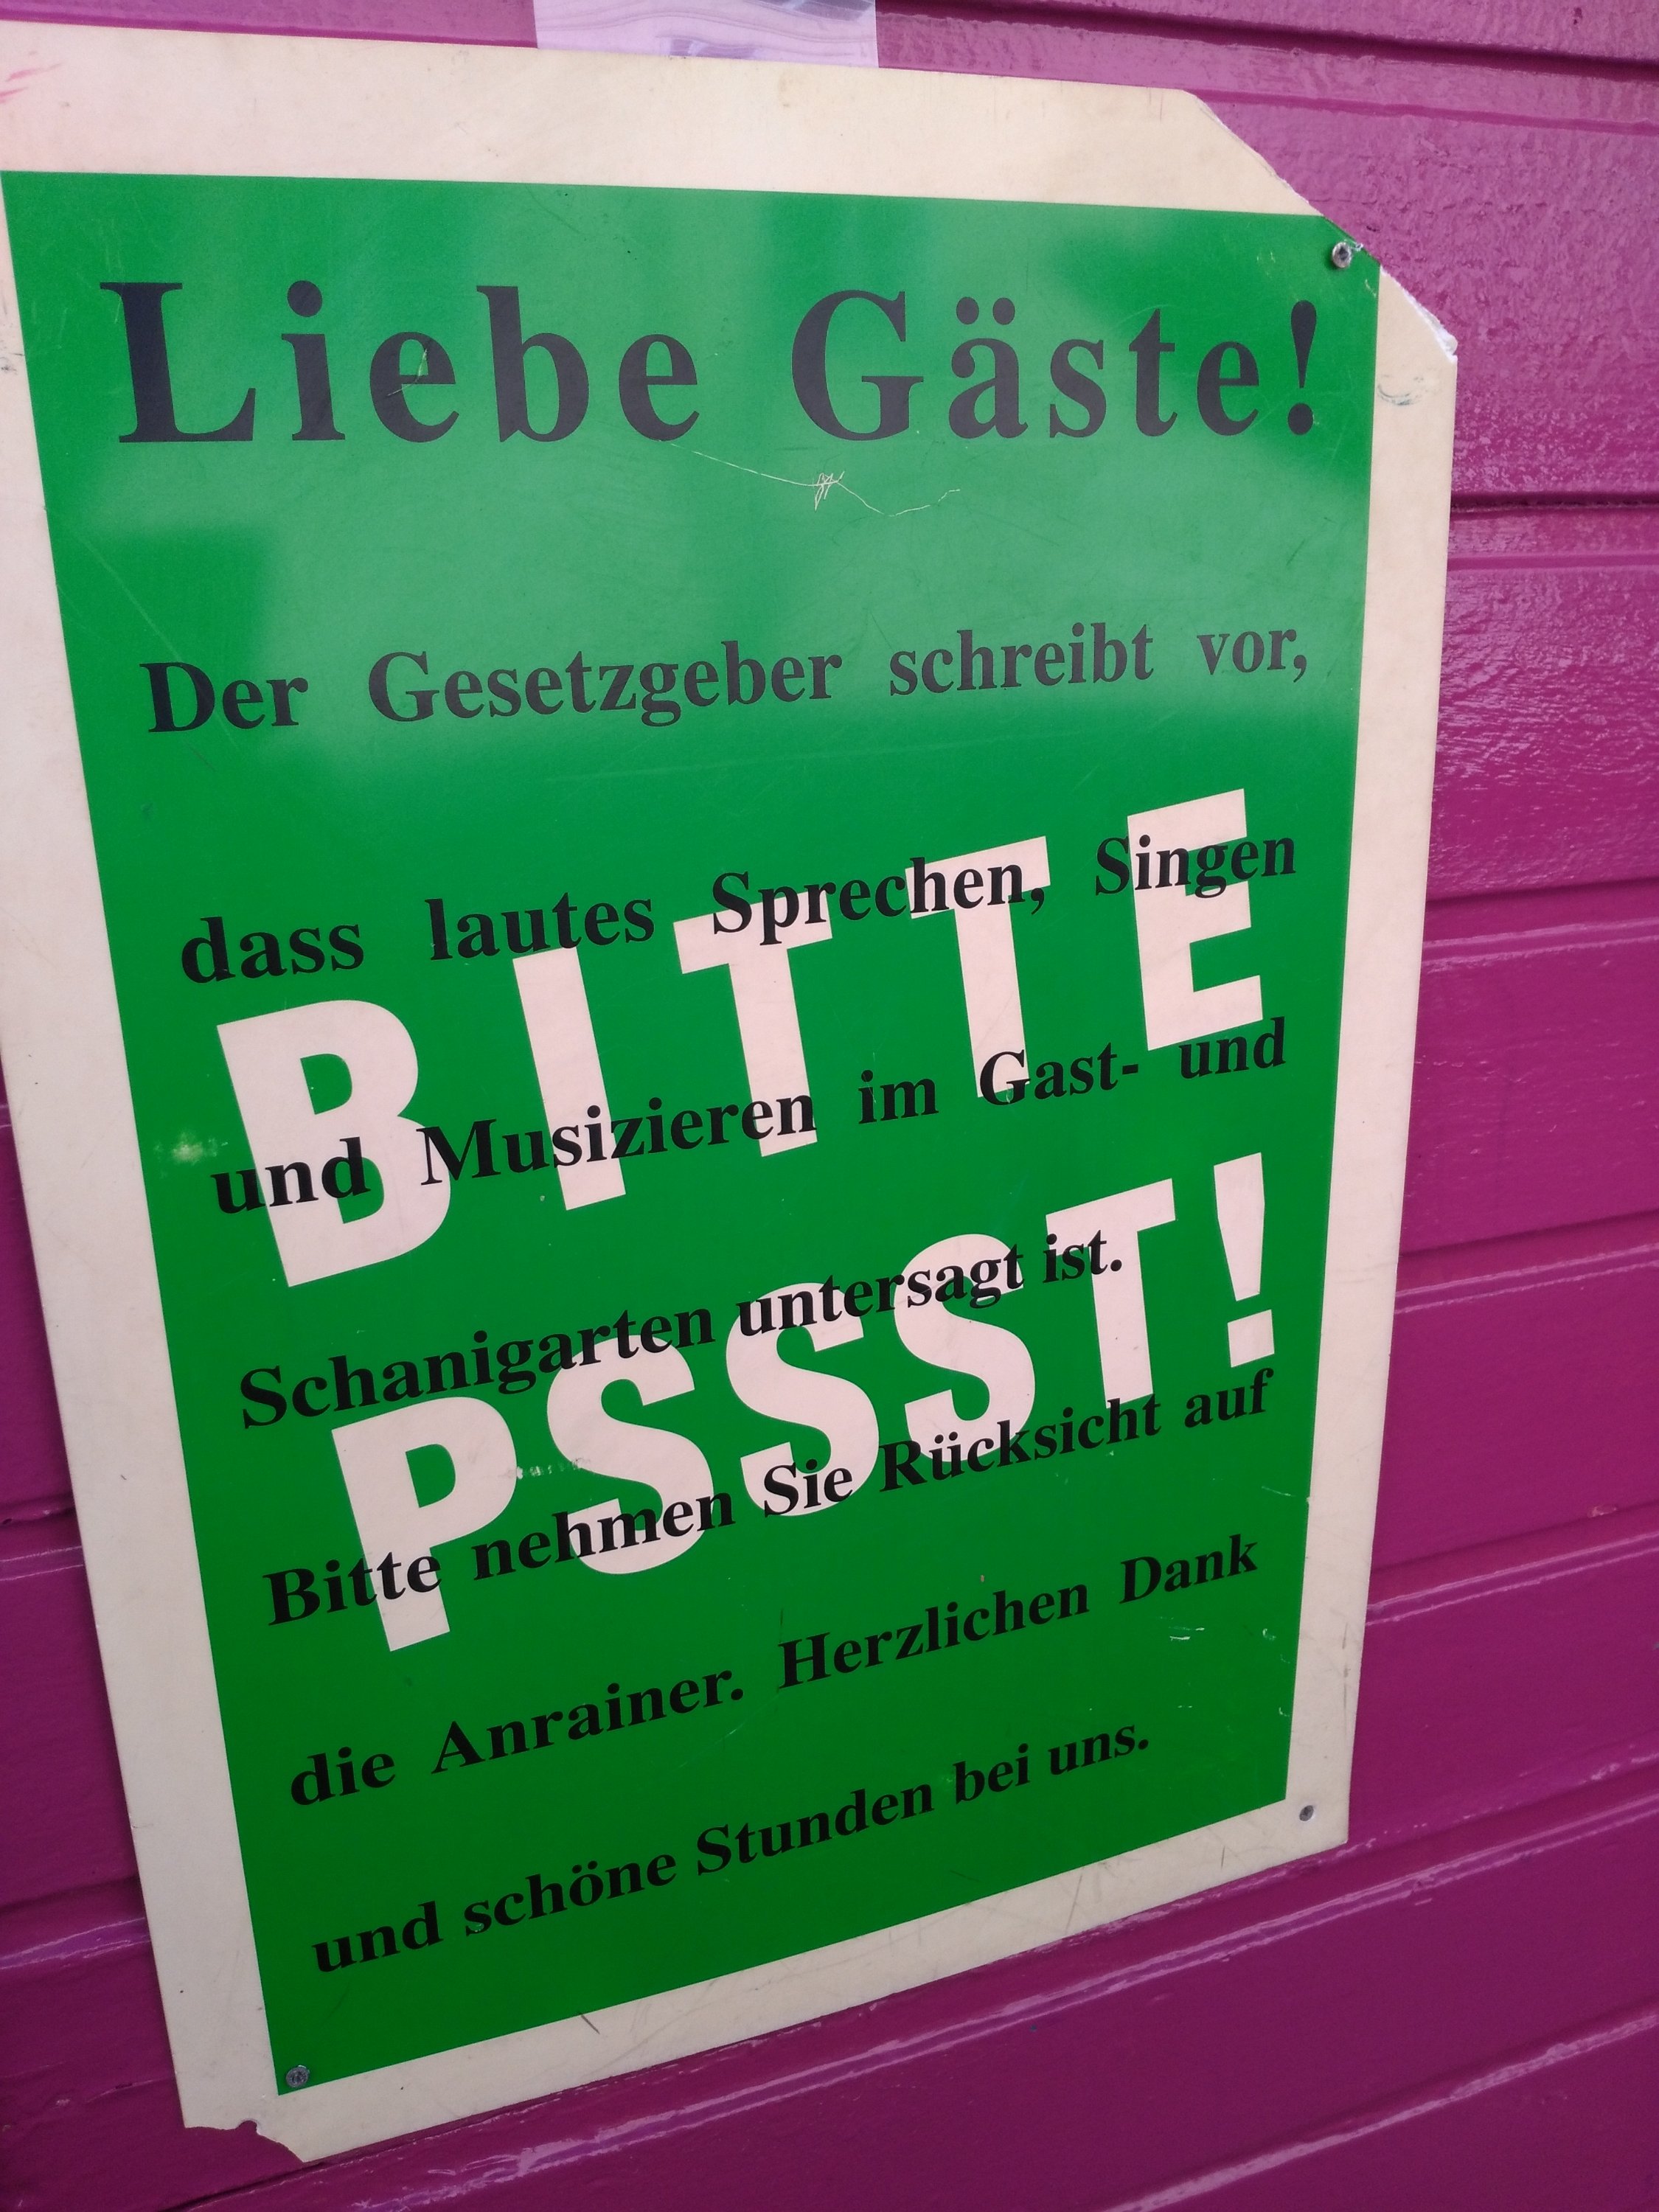 Liebe Gäste!
Der Gesetzgeber schreibt vor,
dass lautes Sprechen, Singen
und Musizieren im Gast- und
Schanigarten untersagt ist.
Bitte nehmen Sie Rücksicht auf
die Anrainer. Herzlichen Dank
und schöne Stunden bei uns.
BITTE
PSSST!